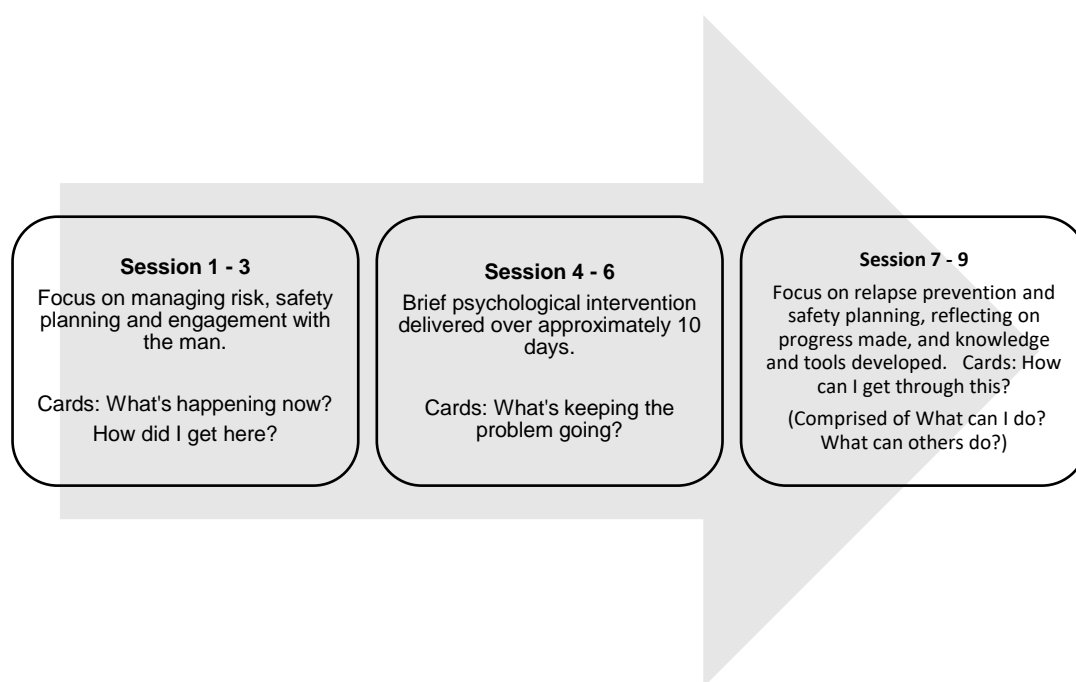 Session 1 - 3
Focus on managing risk, safety
planning and engagement with
the man.
Cards: What's happening now?
How did I get here?
Session 4 - 6
Brief psychological intervention
delivered over approximately 10
days.
Cards: What's keeping the
problem going?
Session 7 - 9
Focus on relapse prevention and
safety planning, reflecting on
progress made, and knowledge
and tools developed.   Cards: How
can I get through this?
(Comprised of What can I do?
What can others do?)